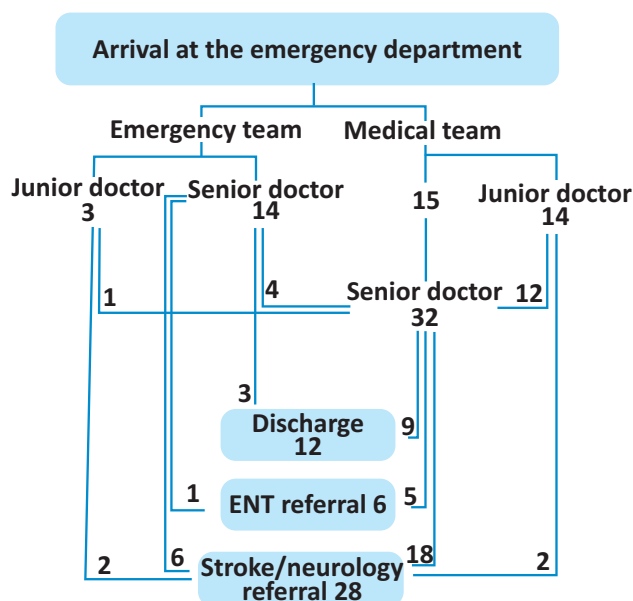 Arrival at the emergency department
Emergency team
Medical team
Junior doctor
3
Senior doctor
14
15
Junior doctor
14
1
4
Senior doctor
32
12
3
Discharge
12
9
1
ENT referral 6
5
2
6
Stroke/neurology
referral 28
18
2